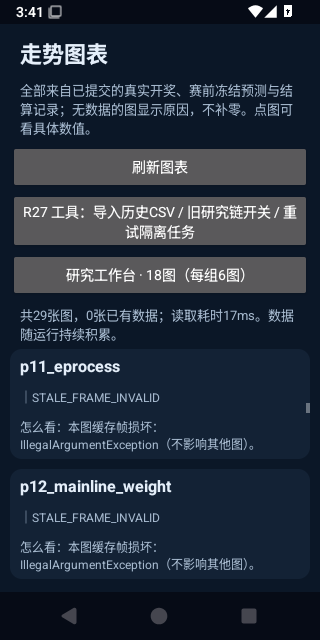 3:41
走势图表
全部来自已提交的真实开奖、赛前冻结预测与结
算记录；无数据的图显示原因，不补零。点图可
看具体数值。
刷新图表
R27 工具：导入历史CSV / 旧研究链开关 / 重
试隔离任务
研究工作台 · 18图（每组6图）
共29张图，0张已有数据；读取耗时17ms。数据
随运行持续积累。
p11_eprocess
STALE_FRAME_INVALID
怎么看：本图缓存帧损坏：
IllegalArgumentException（不影响其他图）。
p12_mainline_weight
STALE_FRAME_INVALID
怎么看：本图缓存帧损坏：
IllegalArgumentException（不影响其他图）。